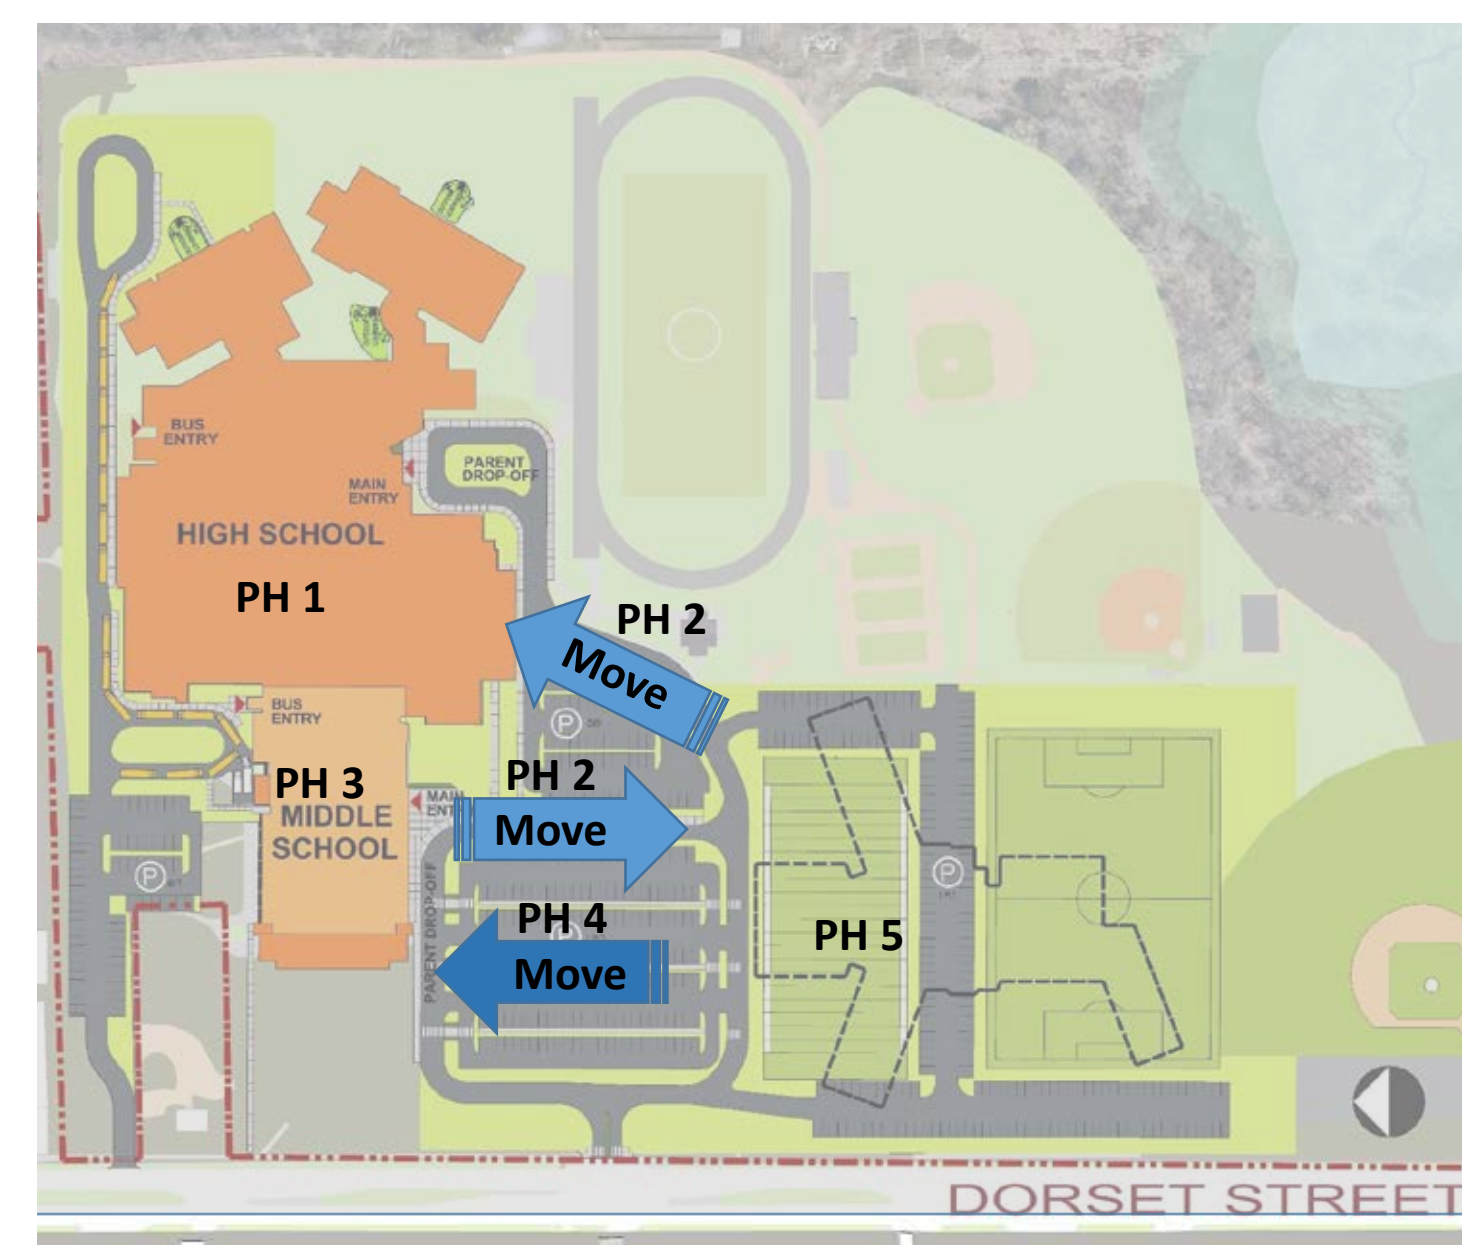 BUS
ENTRY
PARENT
DROP-OFF
MAIN
ENTRY
HIGH SCHOOL
PH 1
PH 2
Move
BUS
ENTRY
P
PH 3
PH 2
MAIN
MIDDLE
SCHOOL
Move
P
P
PARENT DROP-OFF
PH 4
P
PH 5
Move
DORSET STREET